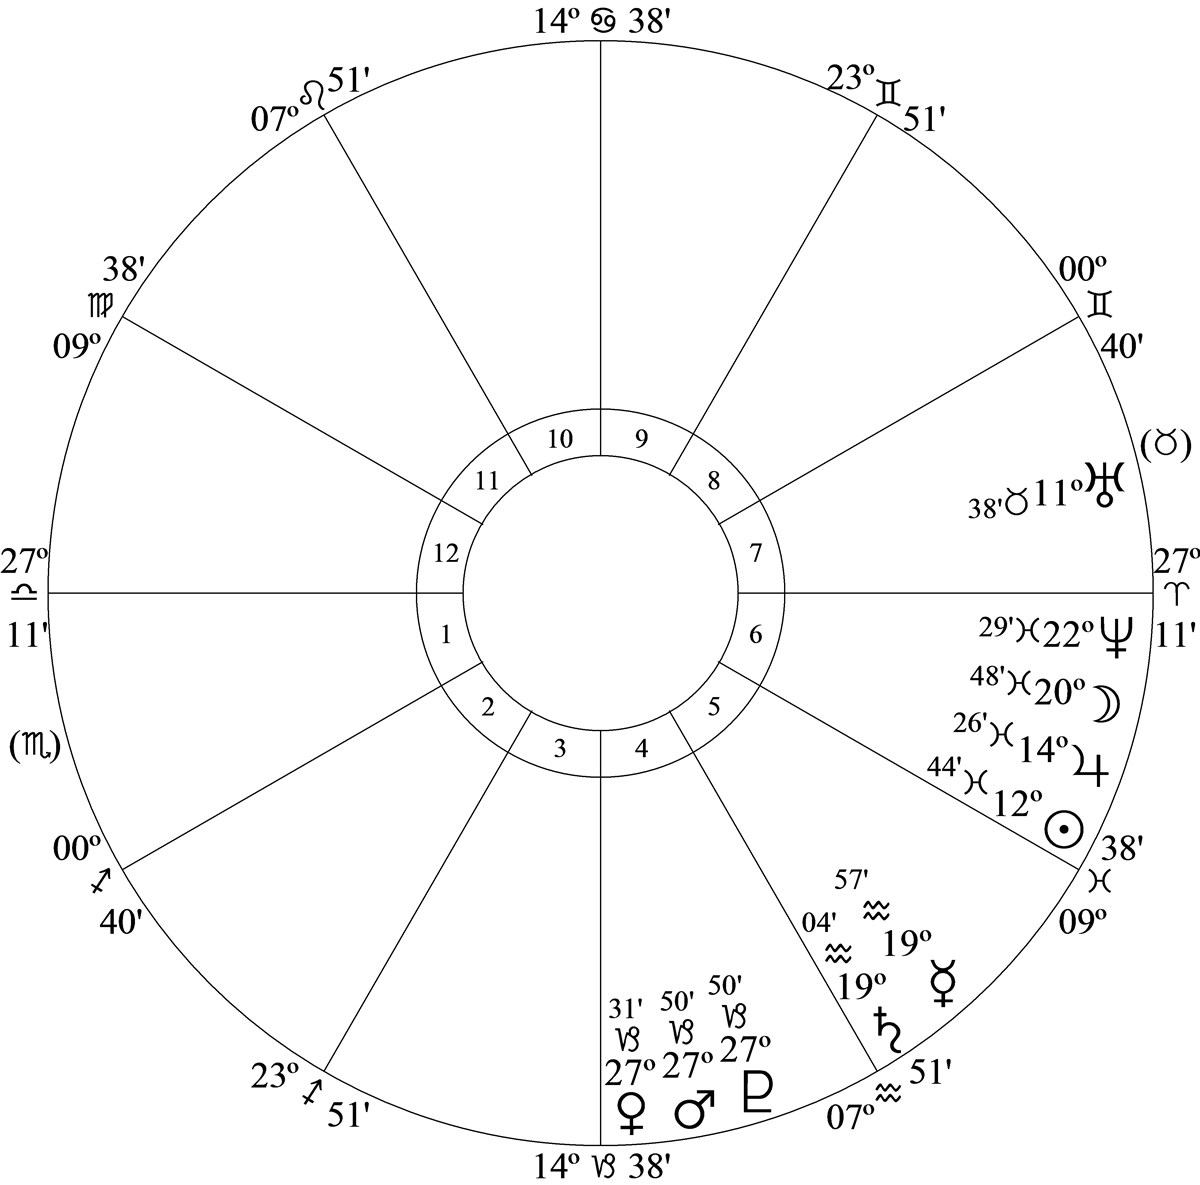 14º ♋ 38'
07º ♌ 51'
23º ♊ 51'
38'
♍
09º
00º
♊
40'
(♉)
38' ♉ 11º ♅
10
9
11
8
12
7
27º
♎
11'
27º
♈
11'
1
6
2
5
3
4
29' ♓ 22º ♆
48' ♓ 20º ☽
26' ♓ 14º ♃
44' ♓ 12º ☉
(♏)
00º
♐
40'
38'
♓
09º
57' ♒ 19º ☿
04' ♒ 19º ♄
31' ♑ 27º ♀
50' ♑ 27º ♂
50' ♑ 27º ♇
23º ♐ 51'
07º ♒ 51'
14º ♑ 38'